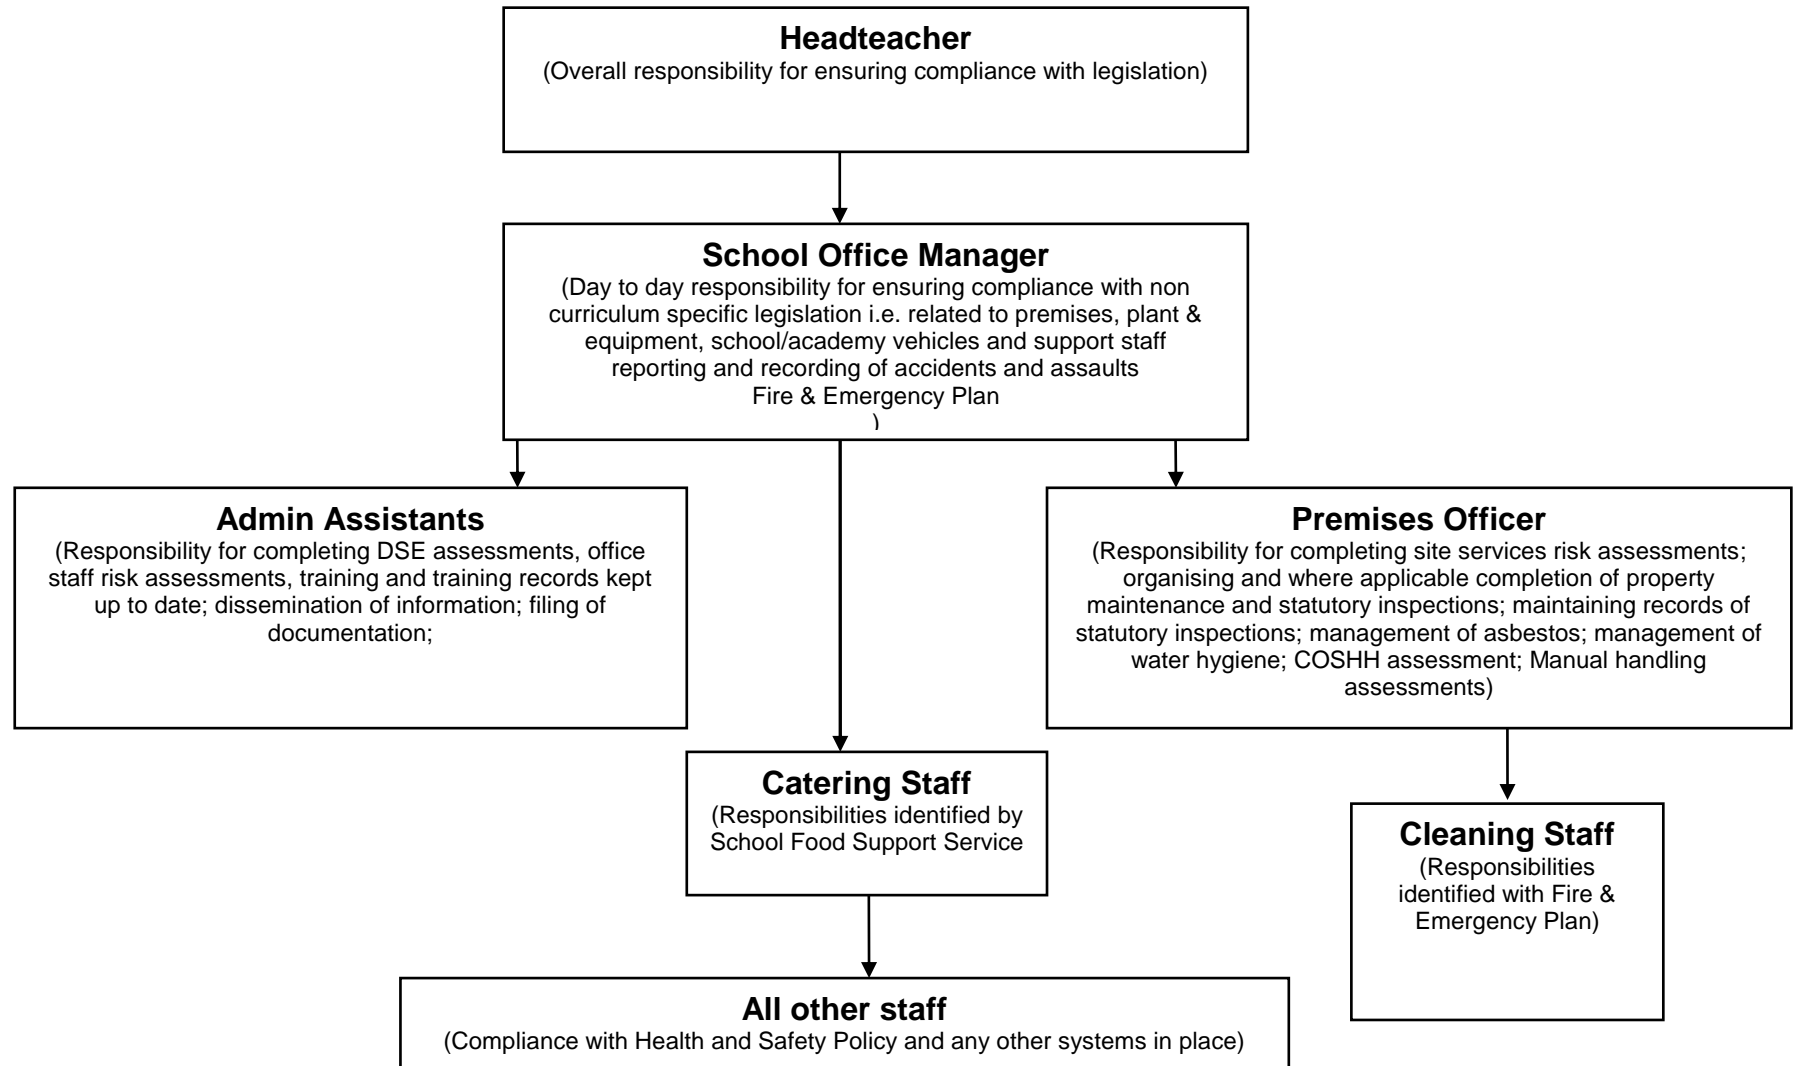 Headteacher
(Overall responsibility for ensuring compliance with legislation)
School Office Manager
(Day to day responsibility for ensuring compliance with non
curriculum specific legislation i.e. related to premises, plant &
equipment, school/academy vehicles and support staff
reporting and recording of accidents and assaults
Fire & Emergency Plan
)
Admin Assistants
(Responsibility for completing DSE assessments, office
staff risk assessments, training and training records kept
up to date; dissemination of information; filing of
documentation;
Premises Officer
(Responsibility for completing site services risk assessments;
organising and where applicable completion of property
maintenance and statutory inspections; maintaining records of
statutory inspections; management of asbestos; management of
water hygiene; COSHH assessment; Manual handling
assessments)
Catering Staff
(Responsibilities identified by
School Food Support Service
Cleaning Staff
(Responsibilities
identified with Fire &
Emergency Plan)
All other staff
(Compliance with Health and Safety Policy and any other systems in place)